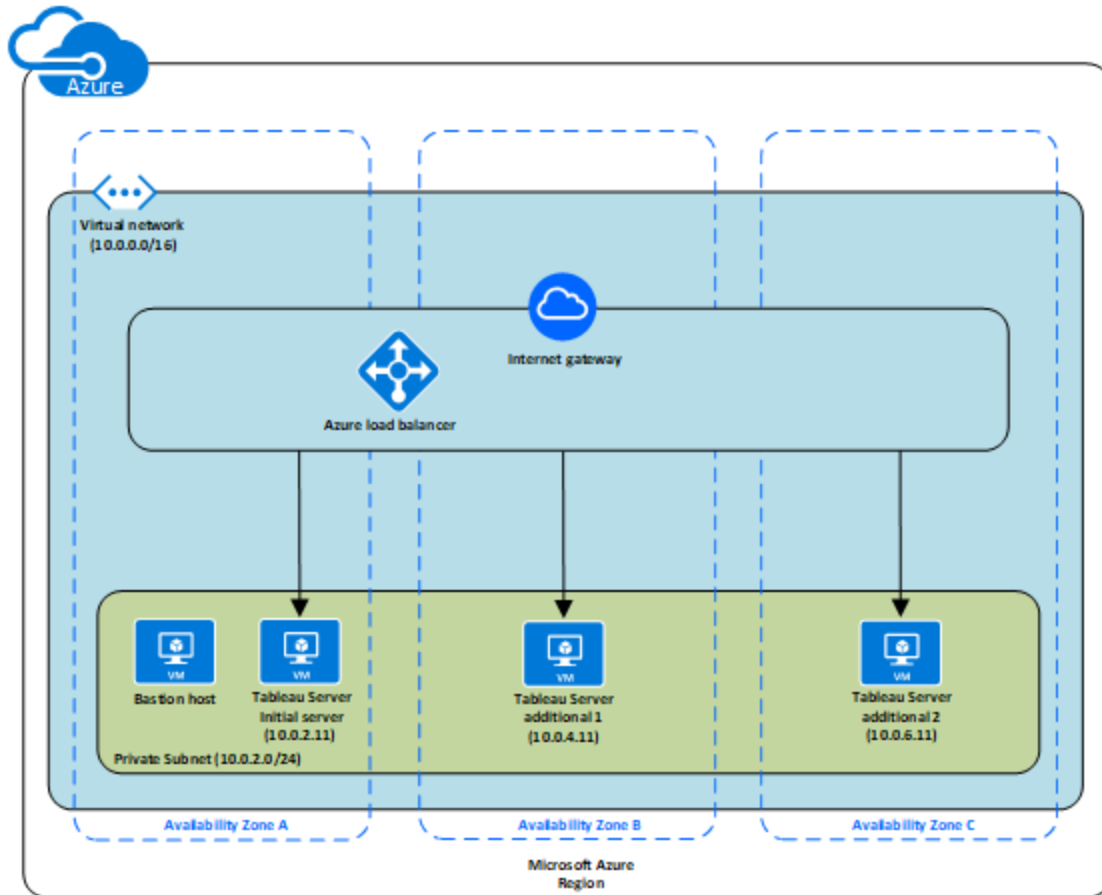 Azure
Virtual network
(10.0.0.0/16)
Internet gateway
Azure load balancer
VM
Bastion host
VM
Tableau Server
Initial server
(10.0.2.11)
VM
Tableau Server
additional 1
(10.0.4.11)
VM
Tableau Server
additional 2
(10.0.6.11)
Private Subnet (10.0.2.0/24)
Availability Zone A
Availability Zone B
Availability Zone C
Microsoft Azure
Region